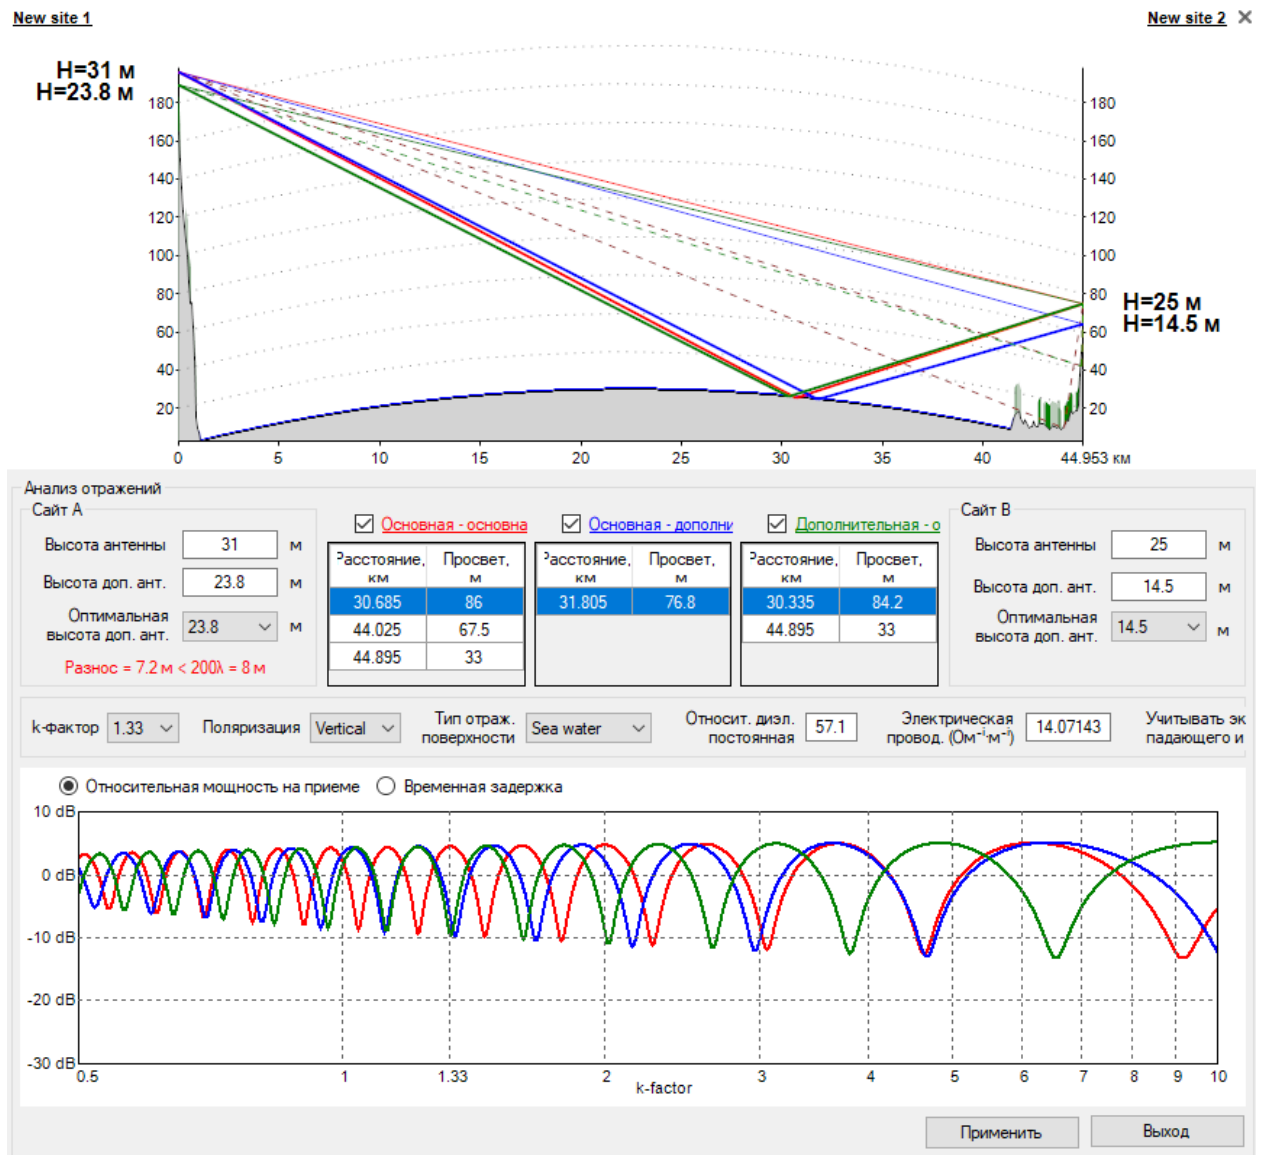 New site 1
New site 2
H=31 м
H=23.8 м
H=25 м
H=14.5 м
180
160
140
120
100
80
60
40
20
180
160
140
120
100
80
60
40
20
0 5 10 15 20 25 30 35 40 44.953 км
Анализ отражений
Сайт А
Высота антенны 31 м
Высота доп. ант. 23.8 м
Оптимальная
высота доп. ант. 23.8 м
Разнос = 7.2 м < 200λ = 8 м
Основная - основна
Расстояние, км Просвет, м
30.685 86
44.025 67.5
44.895 33
Основная - дополни
Расстояние, км Просвет, м
31.805 76.8
Дополнительная - о
Расстояние, км Просвет, м
30.335 84.2
44.895 33
Сайт В
Высота антенны 25 м
Высота доп. ант. 14.5 м
Оптимальная
высота доп. ант. 14.5 м
k-фактор 1.33
Поляризация Vertical
Тип отраж.
поверхности Sea water
Относит. диэл.
постоянная 57.1
Электрическая
провод. (Ом⁻¹·м⁻¹) 14.07143
Учитывать эк
падающего и
Относительная мощность на приеме Временная задержка
10 dB
0 dB
-10 dB
-20 dB
-30 dB
0.5 1 1.33 2 3 4 5 6 7 8 9 10
k-factor
Применить Выход